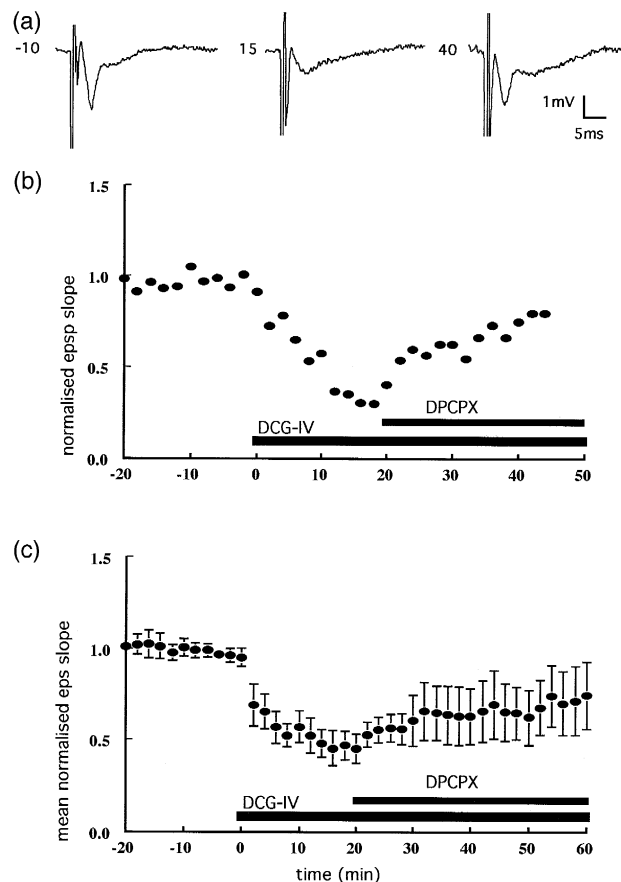 (a)
-10 15 40
1mV
5ms
(b)
1.5
1.0
0.5
0.0
normalised epsp slope
DPCPX
DCG-IV
-20 -10 0 10 20 30 40 50
(c)
1.5
1.0
0.5
0.0
mean normalised eps slope
DPCPX
DCG-IV
-20 -10 0 10 20 30 40 50 60
time (min)